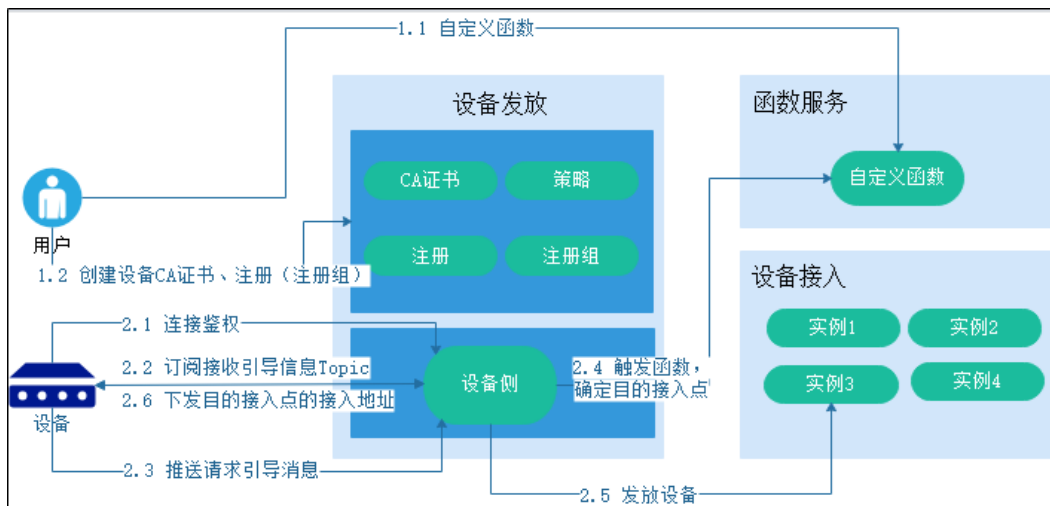 1.1 自定义函数
设备发放
函数服务
CA证书
策略
自定义函数
用户
注册
注册组
1.2 创建设备CA证书、注册（注册组）
设备接入
实例1
实例2
2.1 连接鉴权
2.2 订阅接收引导信息Topic
设备侧
2.4 触发函数，
确定目的接入点
实例3
实例4
2.6 下发目的接入点的接入地址
设备
2.3 推送请求引导消息
2.5 发放设备